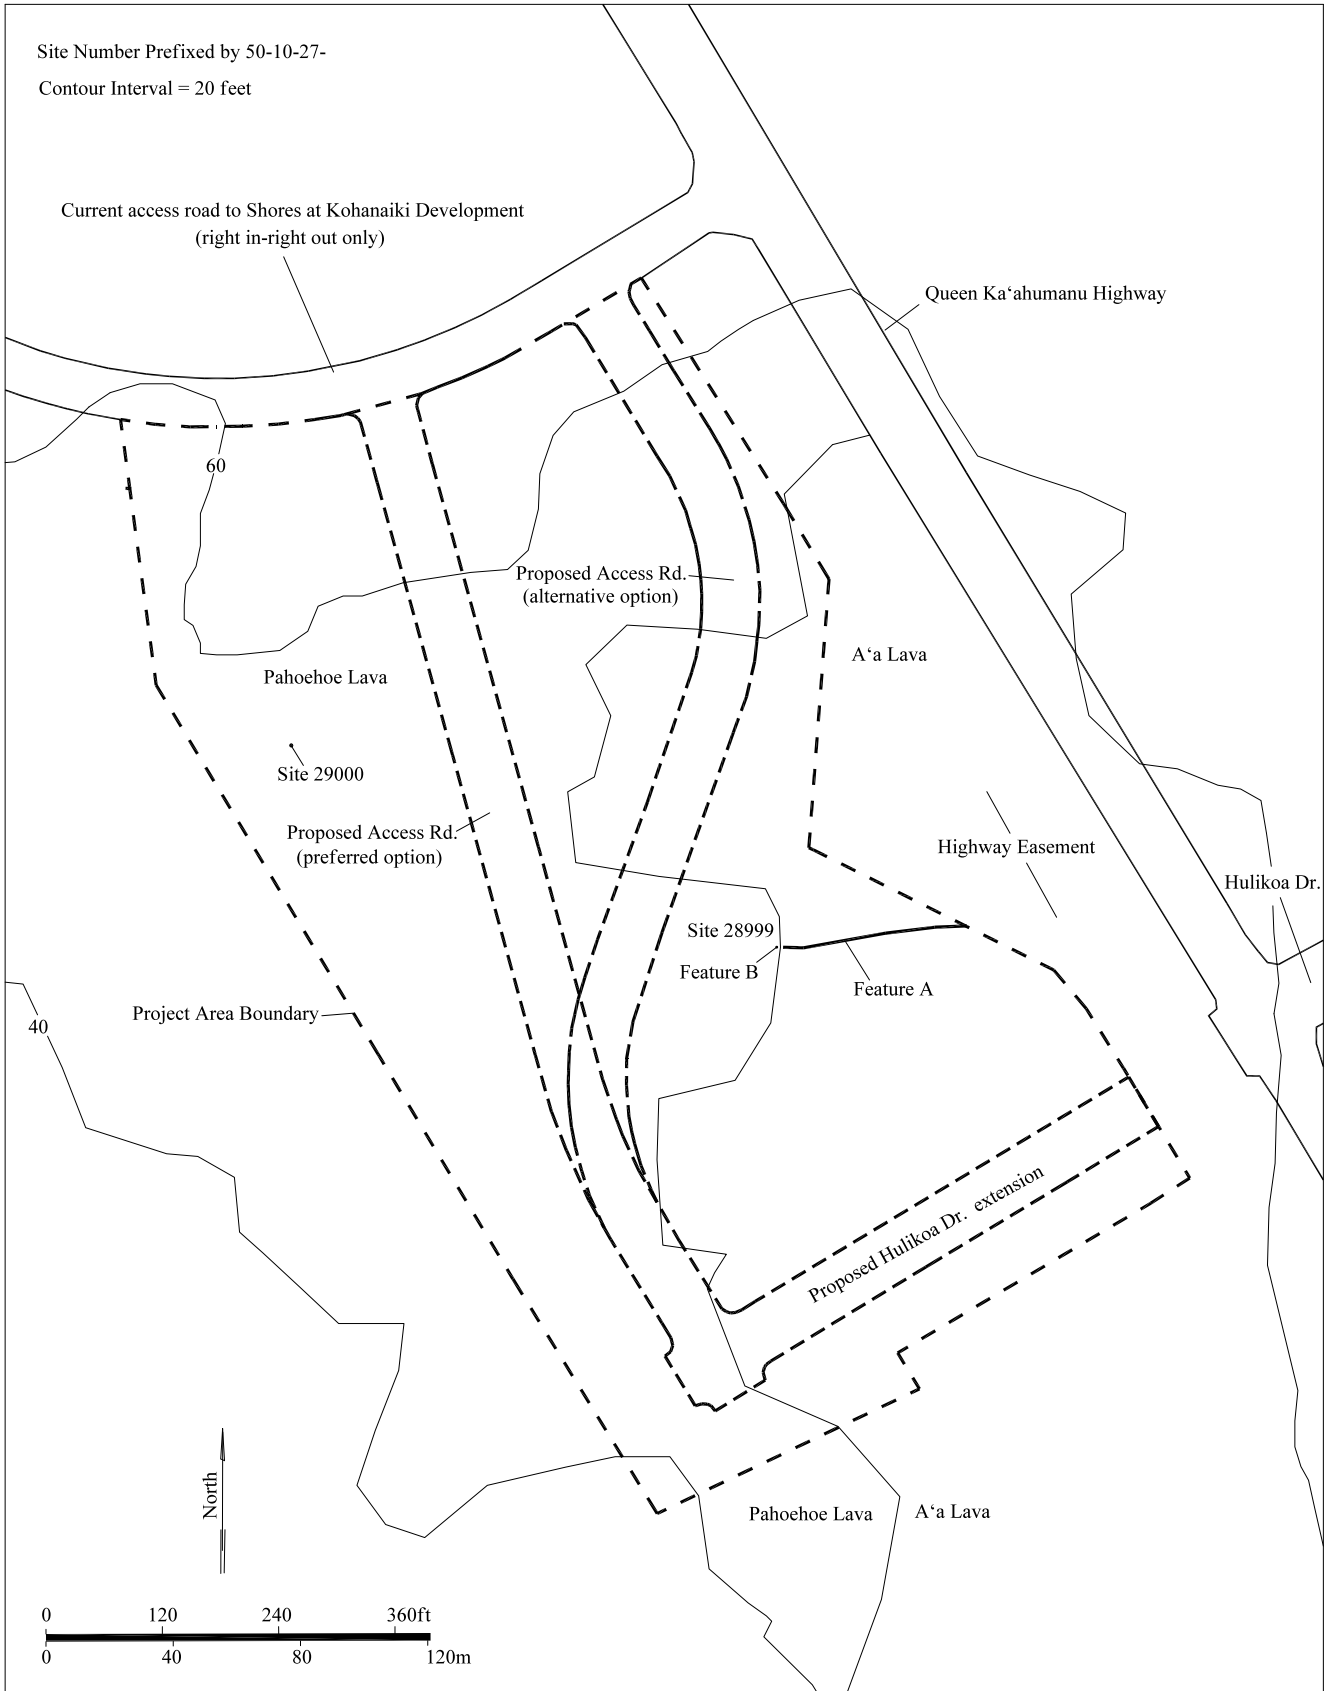 Site Number Prefixed by 50-10-27-
Contour Interval = 20 feet
Current access road to Shores at Kohanaiki Development
(right in-right out only)
Queen Ka‘ahumanu Highway
60
Proposed Access Rd.
(alternative option)
A‘a Lava
Pahoehoe Lava
Site 29000
Proposed Access Rd.
(preferred option)
Highway Easement
Hulikoa Dr.
Site 28999
Feature B
Feature A
Project Area Boundary
40
Proposed Hulikoa Dr. extension
North
Pahoehoe Lava
A‘a Lava
0 120 240 360ft
0 40 80 120m